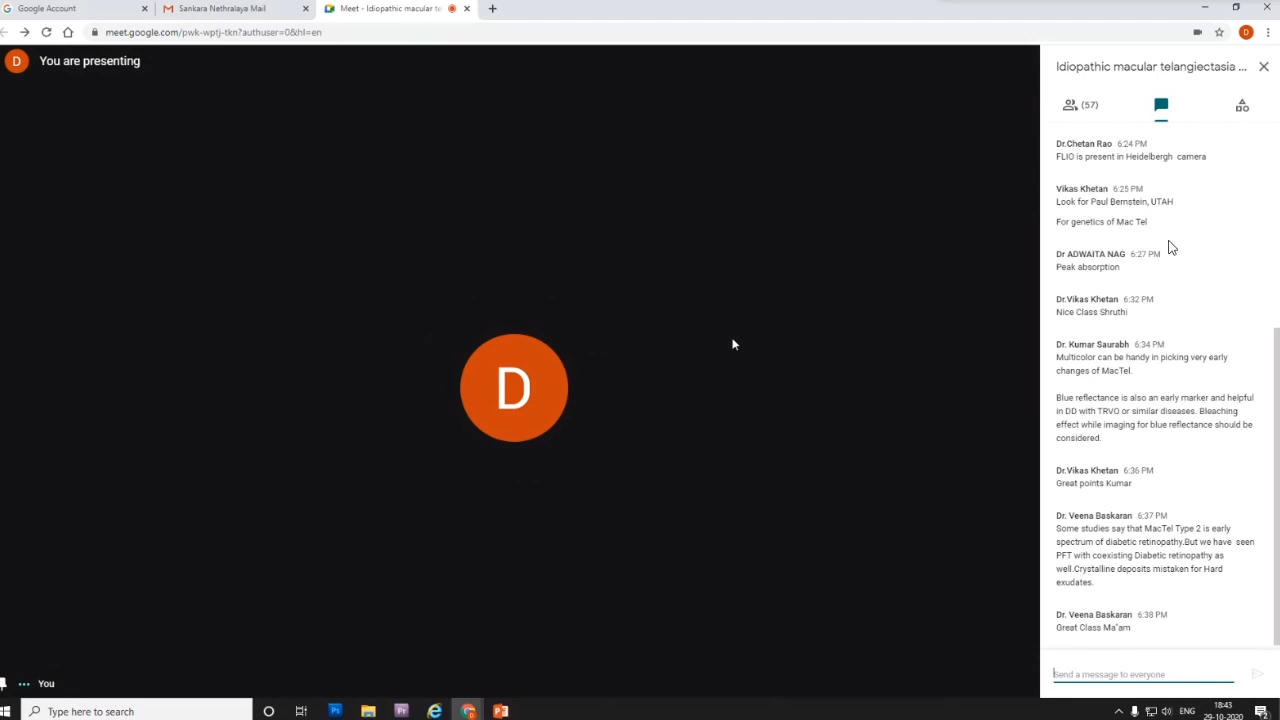 Google Account
Sankara Nethralaya Mail
Meet - Idiopathic macular te
meet.google.com/pwk-wptj-tkn?authuser=0&hl=en
D
D
You are presenting
Idiopathic macular telangiectasia ...
(57)
Dr.Chetan Rao 6:24 PM
FLIO is present in Heidelbergh camera
Vikas Khetan 6:25 PM
Look for Paul Bernstein, UTAH
For genetics of Mac Tel
Dr ADWAITA NAG 6:27 PM
Peak absorption
Dr.Vikas Khetan 6:32 PM
Nice Class Shruthi
Dr. Kumar Saurabh 6:34 PM
Multicolor can be handy in picking very early
changes of MacTel.
Blue reflectance is also an early marker and helpful
in DD with TRVO or similar diseases. Bleaching
effect while imaging for blue reflectance should be
considered.
Dr.Vikas Khetan 6:36 PM
Great points Kumar
Dr. Veena Baskaran 6:37 PM
Some studies say that MacTel Type 2 is early
spectrum of diabetic retinopathy.But we have seen
PFT with coexisting Diabetic retinopathy as
well.Crystalline deposits mistaken for Hard
exudates.
Dr. Veena Baskaran 6:38 PM
Great Class Ma"am
Send a message to everyone
D
You
Type here to search
ENG
18:43
29-10-2020